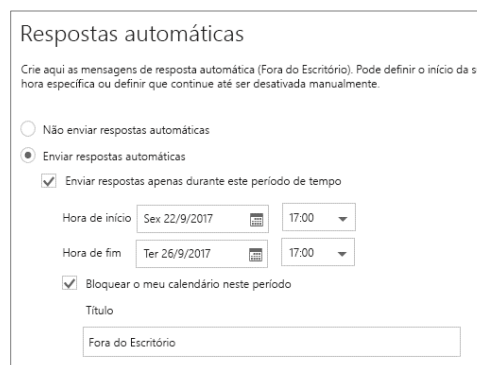 Respostas automáticas
Crie aqui as mensagens de resposta automática (Fora do Escritório). Pode definir o início da s
hora específica ou definir que continue até ser desativada manualmente.
Não enviar respostas automáticas
Enviar respostas automáticas
Enviar respostas apenas durante este período de tempo
Hora de início Sex 22/9/2017 17:00
Hora de fim Ter 26/9/2017 17:00
Bloquear o meu calendário neste período
Título
Fora do Escritório